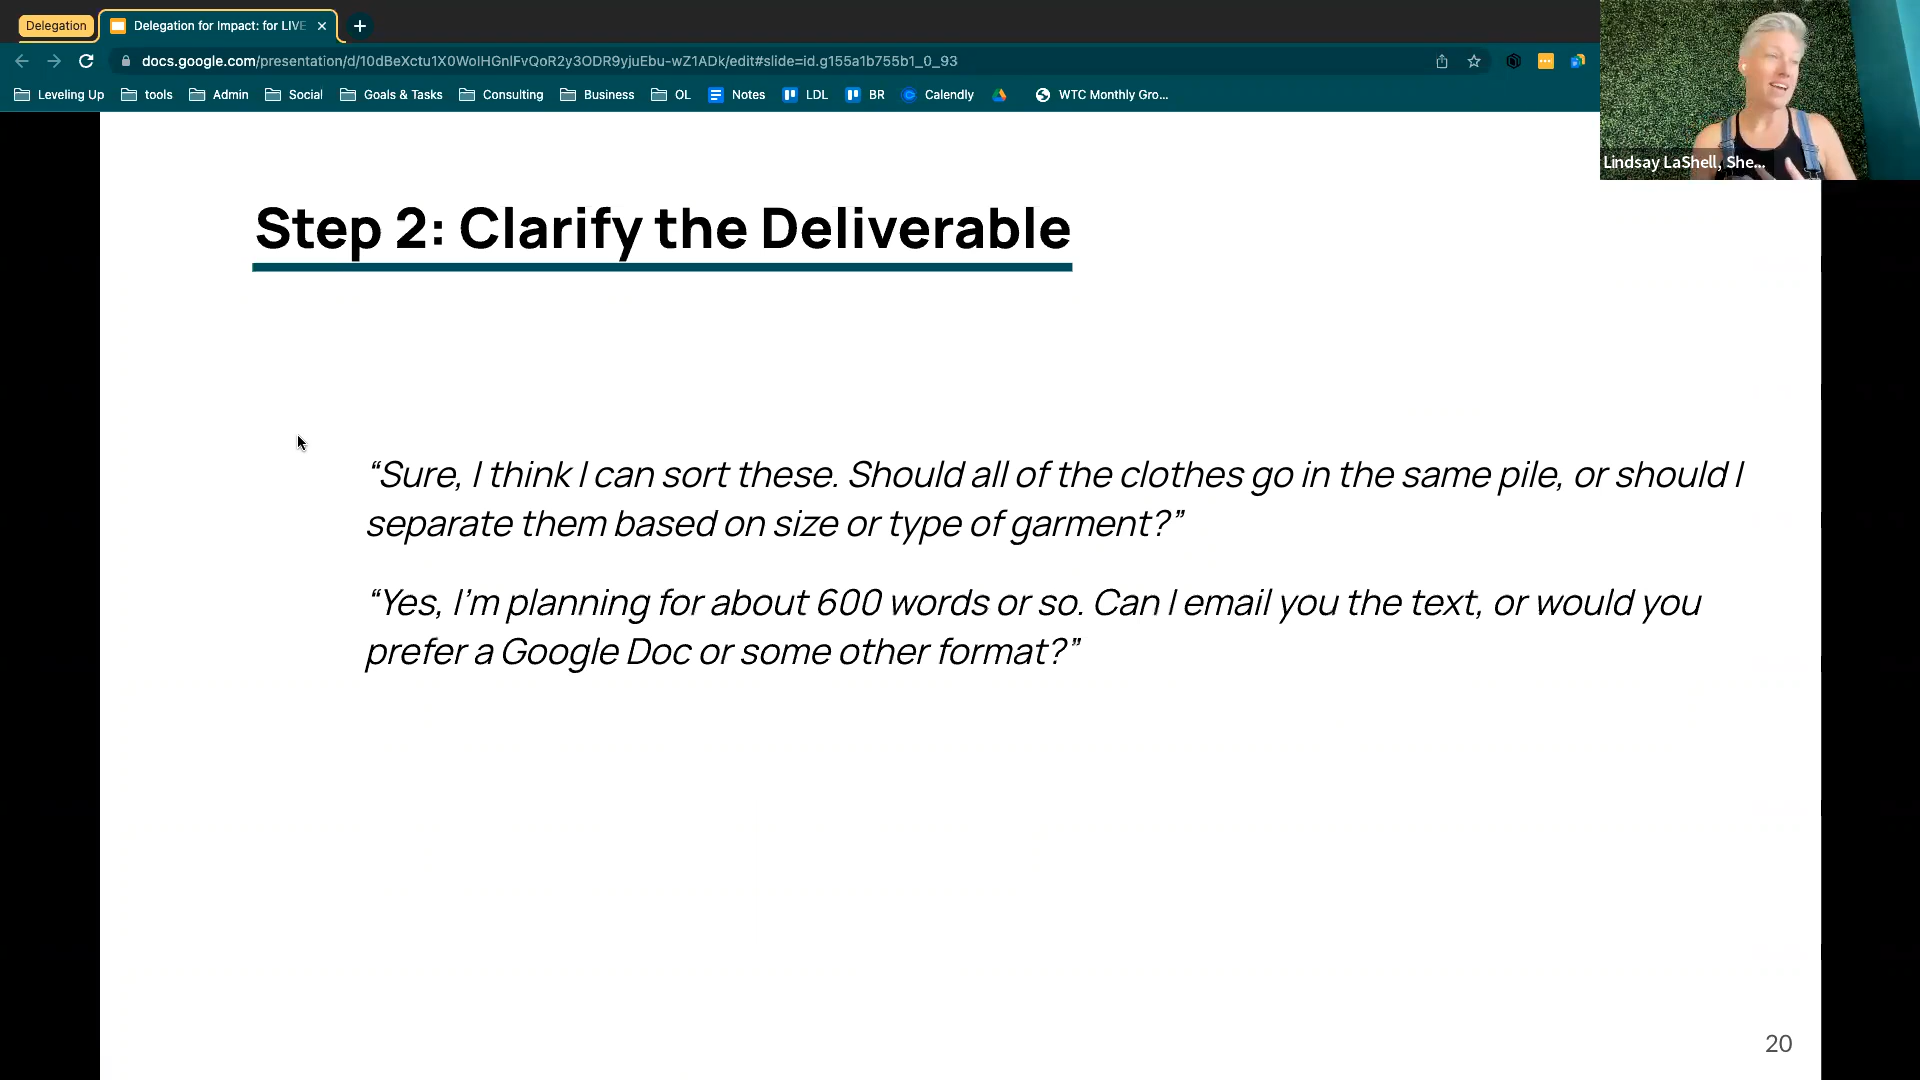 Delegation
Delegation for Impact: for LIVE
docs.google.com/presentation/d/10dBeXctu1X0WolHGnlFvQoR2y3ODR9yjuEbu-wZ1ADk/edit#slide=id.g155a1b755b1_0_93
Leveling Up tools Admin Social Goals & Tasks Consulting Business OL Notes LDL BR Calendly WTC Monthly Gro...
Lindsay LaShell, She...
Step 2: Clarify the Deliverable
“Sure, I think I can sort these. Should all of the clothes go in the same pile, or should I
separate them based on size or type of garment?”
“Yes, I’m planning for about 600 words or so. Can I email you the text, or would you
prefer a Google Doc or some other format?”
20